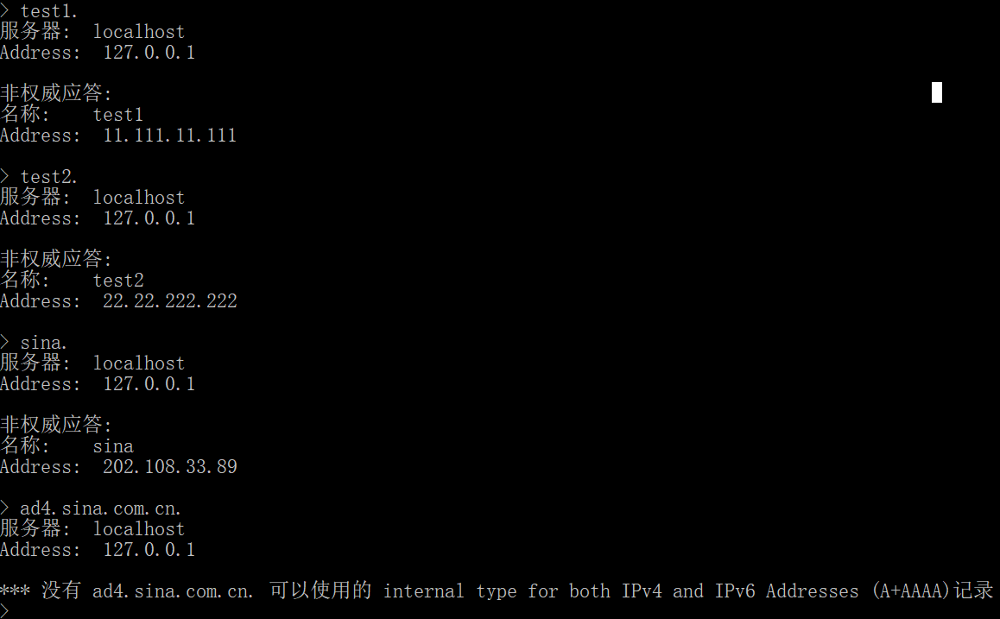 > test1.
服务器:  localhost
Address:  127.0.0.1
非权威应答:
名称:    test1
Address:  11.111.11.111
> test2.
服务器:  localhost
Address:  127.0.0.1
非权威应答:
名称:    test2
Address:  22.22.222.222
> sina.
服务器:  localhost
Address:  127.0.0.1
非权威应答:
名称:    sina
Address:  202.108.33.89
> ad4.sina.com.cn.
服务器:  localhost
Address:  127.0.0.1
*** 没有 ad4.sina.com.cn. 可以使用的 internal type for both IPv4 and IPv6 Addresses (A+AAAA)记录
>